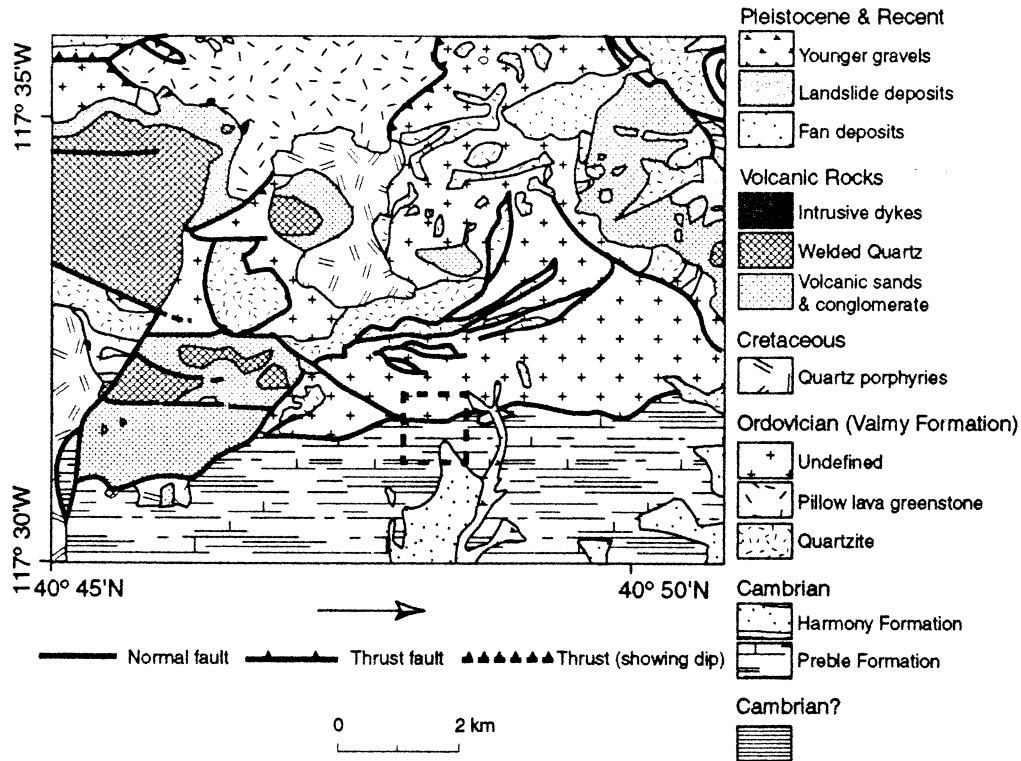 117° 35'W
117° 30'W
40° 45'N
40° 50'N
Normal fault
Thrust fault
Thrust (showing dip)
0
2 km
Pleistocene & Recent
Younger gravels
Landslide deposits
Fan deposits
Volcanic Rocks
Intrusive dykes
Welded Quartz
Volcanic sands
& conglomerate
Cretaceous
Quartz porphyries
Ordovician (Valmy Formation)
Undefined
Pillow lava greenstone
Quartzite
Cambrian
Harmony Formation
Preble Formation
Cambrian?